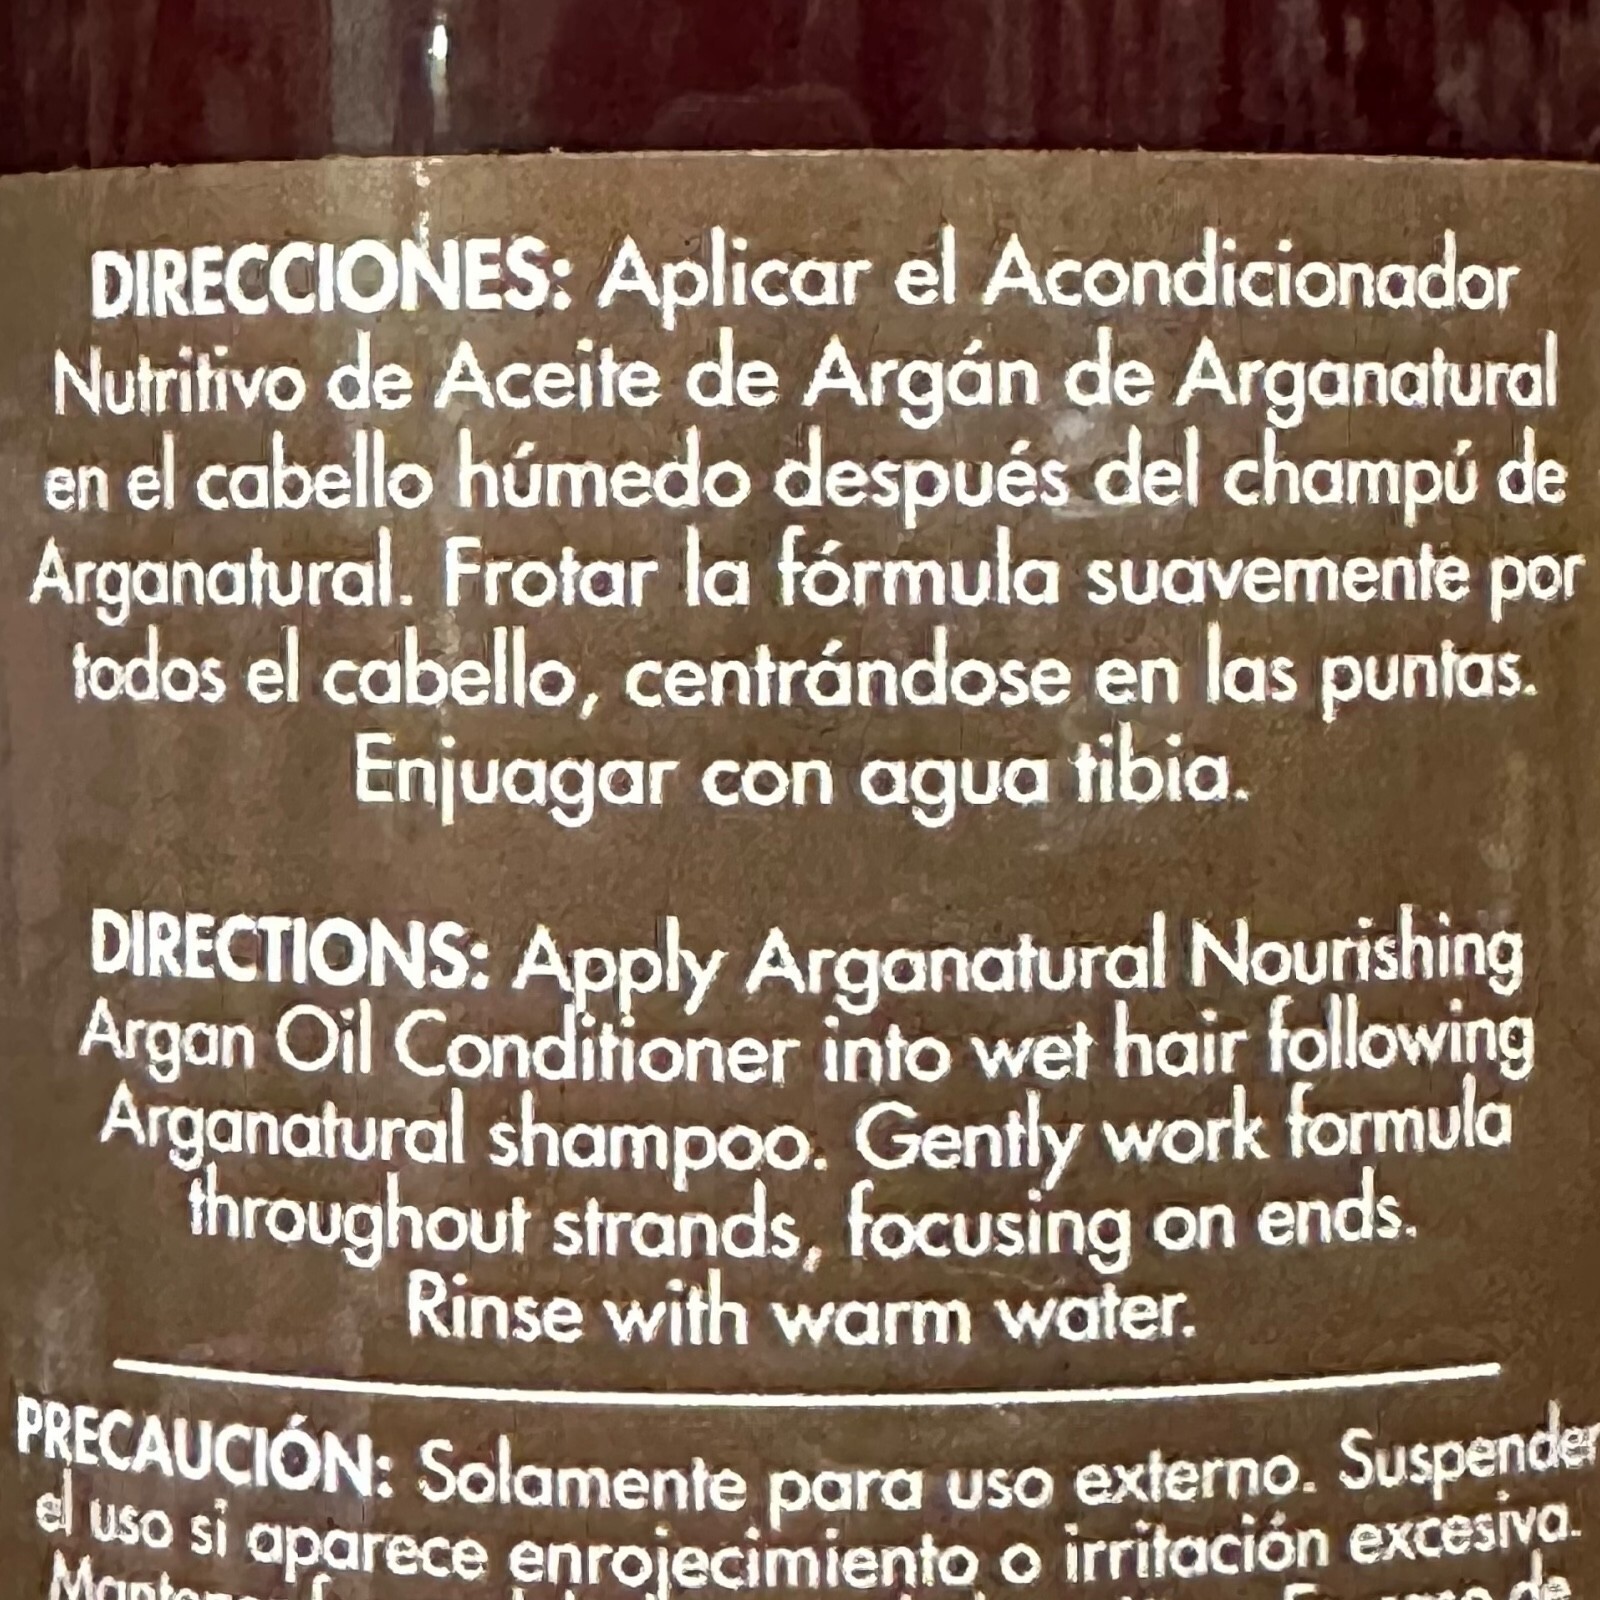 DIRECCIONES: Aplicar el Acondicionador
Nutritivo de Aceite de Argán de Arganatural
en el cabello húmedo después del champú de
Arganatural. Frotar la fórmula suavemente por
todos el cabello, centrándose en las puntas.
Enjuagar con agua tibia.
DIRECTIONS: Apply Arganatural Nourishing
Argan Oil Conditioner into wet hair following
Arganatural shampoo. Gently work formula
throughout strands, focusing on ends.
Rinse with warm water.
PRECAUCIÓN: Solamente para uso externo. Suspender
el uso si aparece enrojecimiento o irritación excesiva.